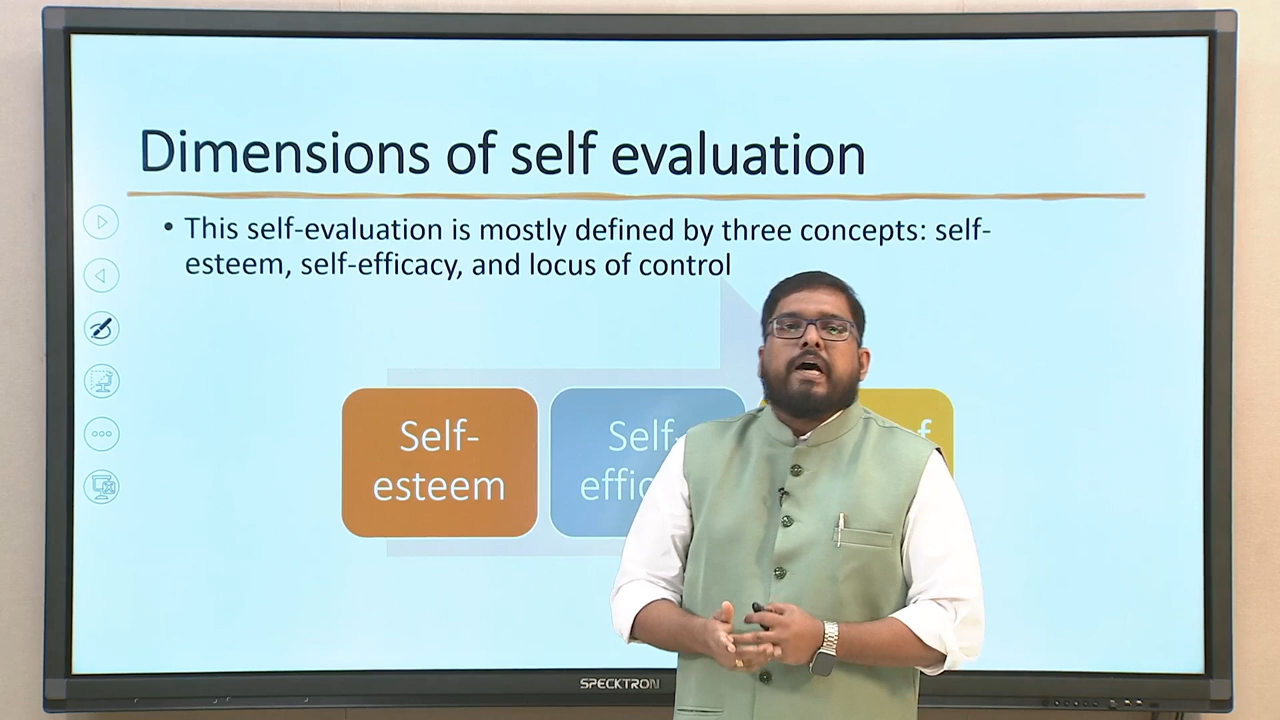 Dimensions of self evaluation
• This self-evaluation is mostly defined by three concepts: self-
esteem, self-efficacy, and locus of control
Self-
esteem
Self-
SPECKTRON